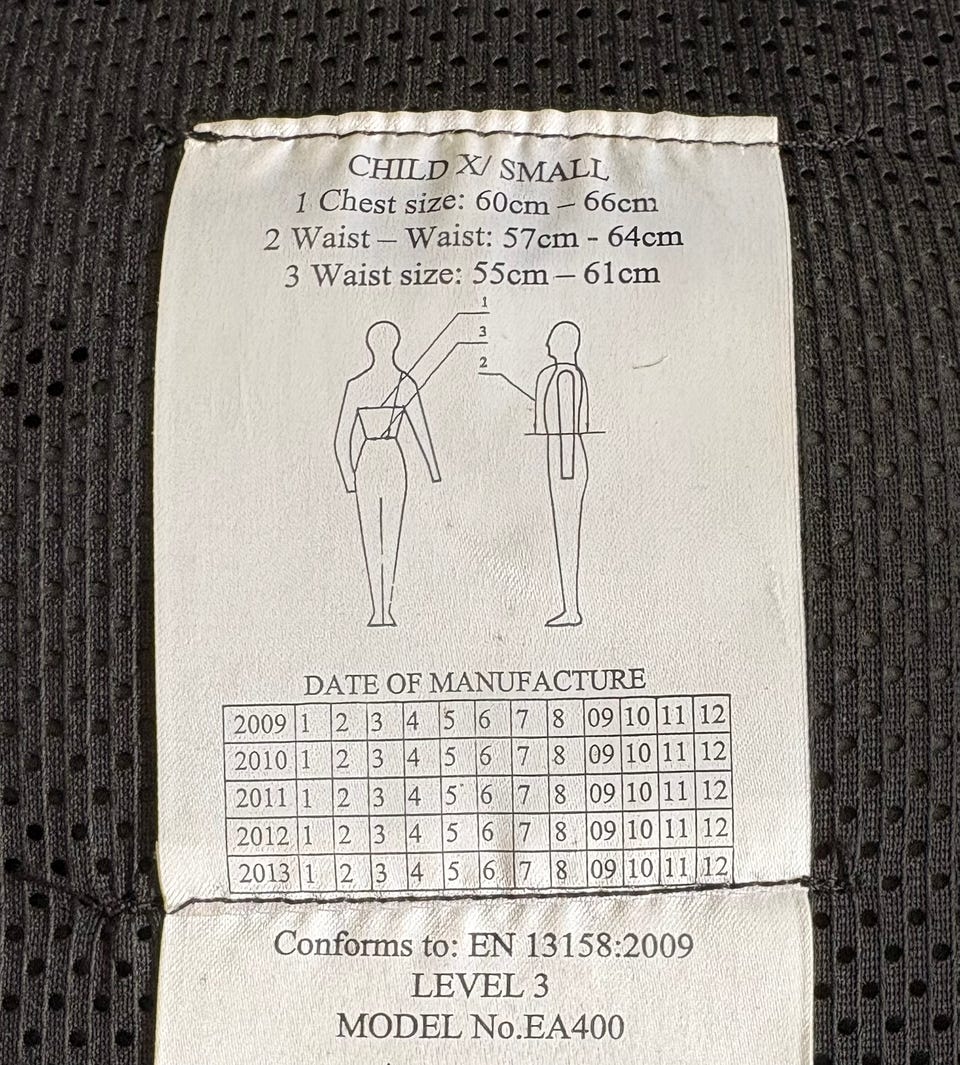 CHILD X/ SMALL
1 Chest size: 60cm – 66cm
2 Waist – Waist: 57cm - 64cm
3 Waist size: 55cm – 61cm
1
3
2
DATE OF MANUFACTURE
2009 1 2 3 4 5 6 7 8 09 10 11 12
2010 1 2 3 4 5 6 7 8 09 10 11 12
2011 1 2 3 4 5 6 7 8 09 10 11 12
2012 1 2 3 4 5 6 7 8 09 10 11 12
2013 1 2 3 4 5 6 7 8 09 10 11 12
Conforms to: EN 13158:2009
LEVEL 3
MODEL No.EA400